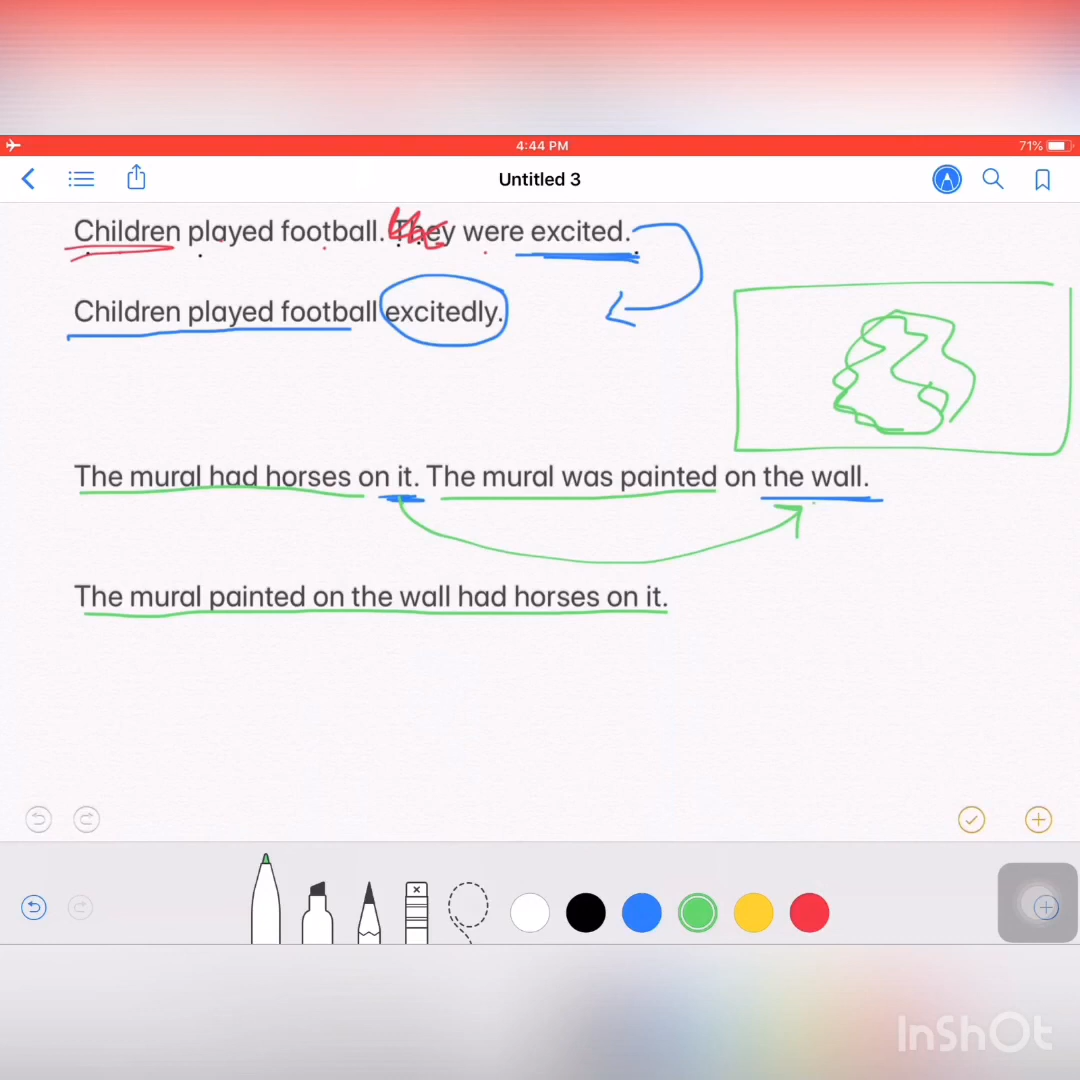 4:44 PM
71%
Untitled 3
Children played football. They were excited.
Children played football excitedly.
The mural had horses on it. The mural was painted on the wall.
The mural painted on the wall had horses on it.
InShOt